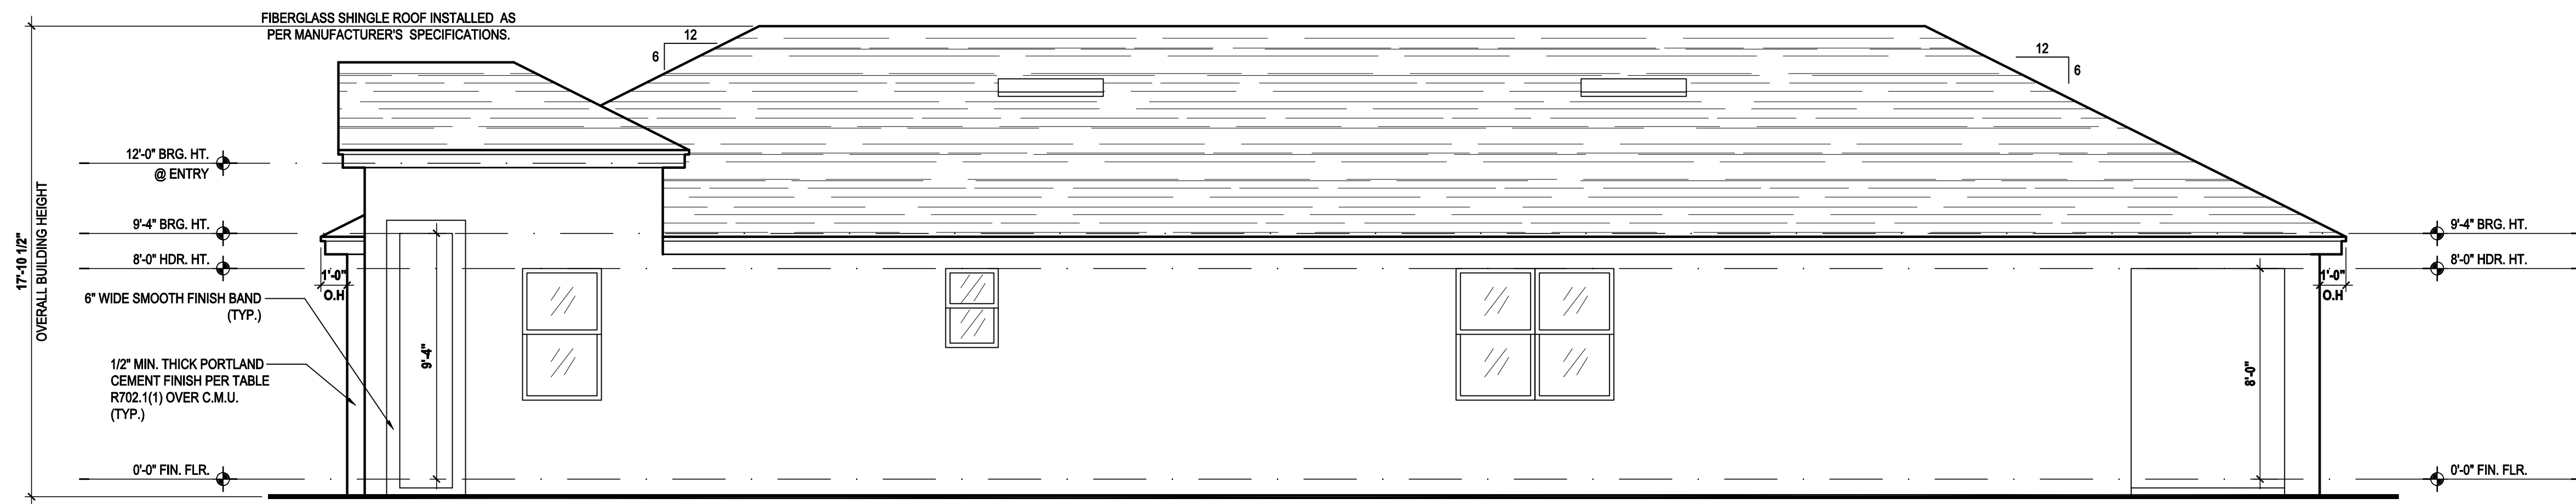 FIBERGLASS SHINGLE ROOF INSTALLED AS
PER MANUFACTURER'S SPECIFICATIONS.
12
6
12
6
17'-10 1/2"
OVERALL BUILDING HEIGHT
12'-0" BRG. HT.
@ ENTRY
9'-4" BRG. HT.
8'-0" HDR. HT.
1'-0"
O.H
6" WIDE SMOOTH FINISH BAND
(TYP.)
1/2" MIN. THICK PORTLAND
CEMENT FINISH PER TABLE
R702.1(1) OVER C.M.U.
(TYP.)
0'-0" FIN. FLR.
9'-4"
8'-0"
1'-0"
O.H
9'-4" BRG. HT.
8'-0" HDR. HT.
0'-0" FIN. FLR.